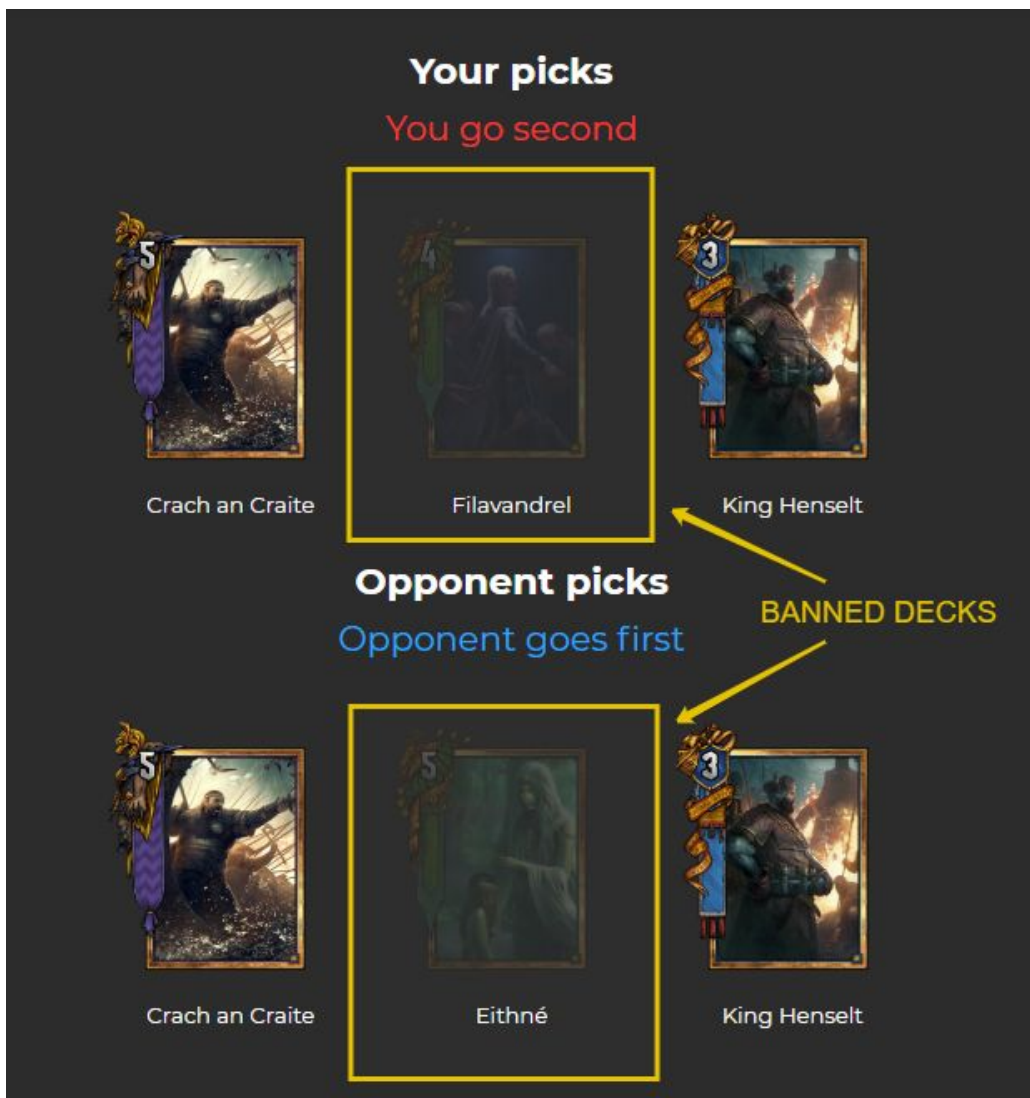 Your picks
You go second
5 4 3
Crach an Craite Filavandrel King Henselt
Opponent picks
BANNED DECKS
Opponent goes first
5 5 3
Crach an Craite Eithné King Henselt